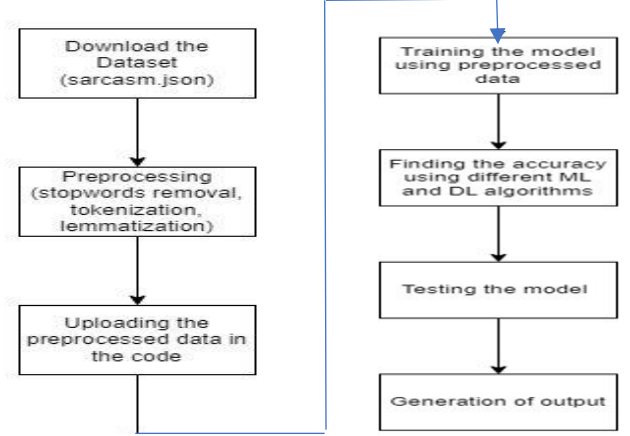 Download the
Dataset
(sarcasm.json)
Preprocessing
(stopwords removal,
tokenization,
lemmatization)
Uploading the
preprocessed data in
the code
Training the model
using preprocessed
data
Finding the accuracy
using different ML
and DL algorithms
Testing the model
Generation of output